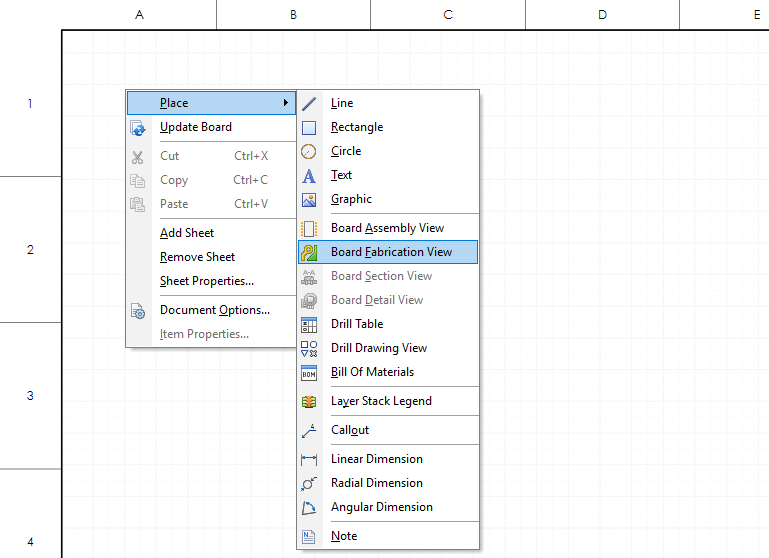 A B C D E
1
2
3
4
Place
Update Board
Cut Ctrl+X
Copy Ctrl+C
Paste Ctrl+V
Add Sheet
Remove Sheet
Sheet Properties...
Document Options...
Item Properties...
Line
Rectangle
Circle
Text
A
Graphic
Board Assembly View
Board Fabrication View
A-A
Board Section View
Board Detail View
Drill Table
Drill Drawing View
BOM
Bill Of Materials
Layer Stack Legend
4
Callout
Linear Dimension
Radial Dimension
Angular Dimension
N
Note